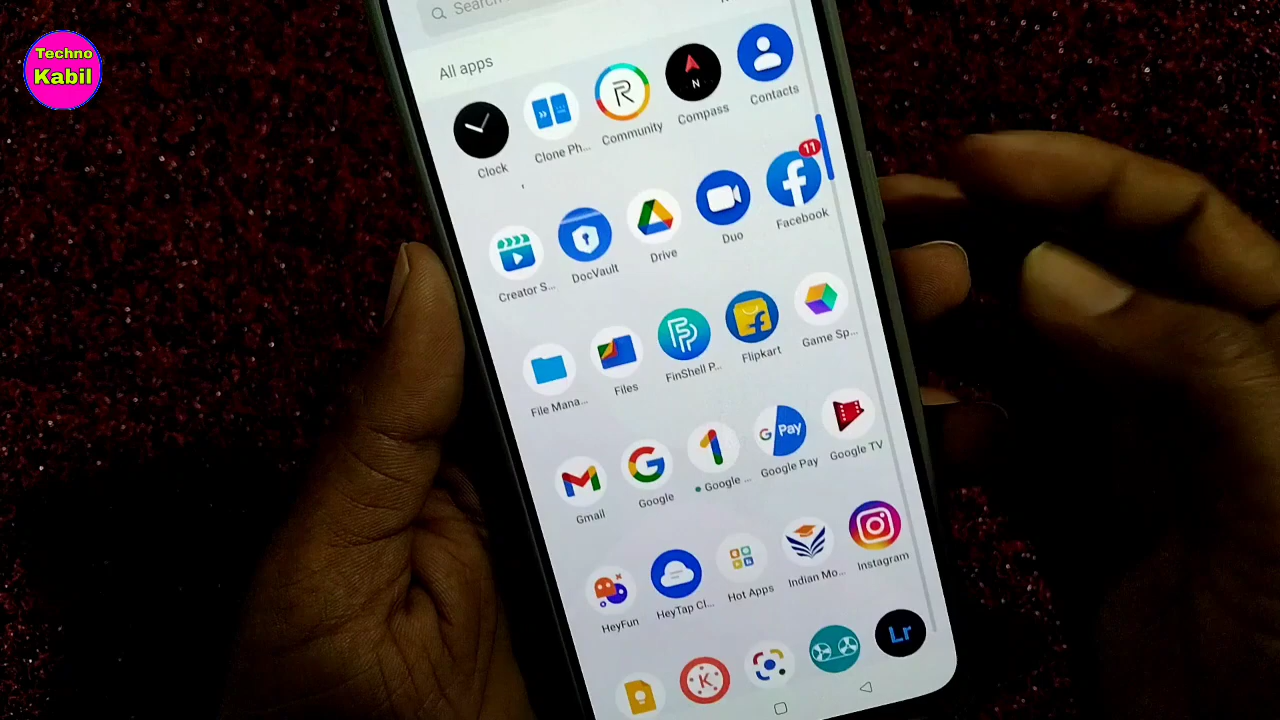 Techno
Kabil
Search
All apps
N
Clock
Clone Ph...
Community
Compass
Contacts
11
Creator S...
DocVault
Drive
Duo
Facebook
File Mana...
Files
FinShell P...
Flipkart
Game Sp...
Gmail
Google
Google ...
G Pay
Google Pay
Google TV
HeyFun
HeyTap Cl...
Hot Apps
Indian Mo...
Instagram
K
Lr